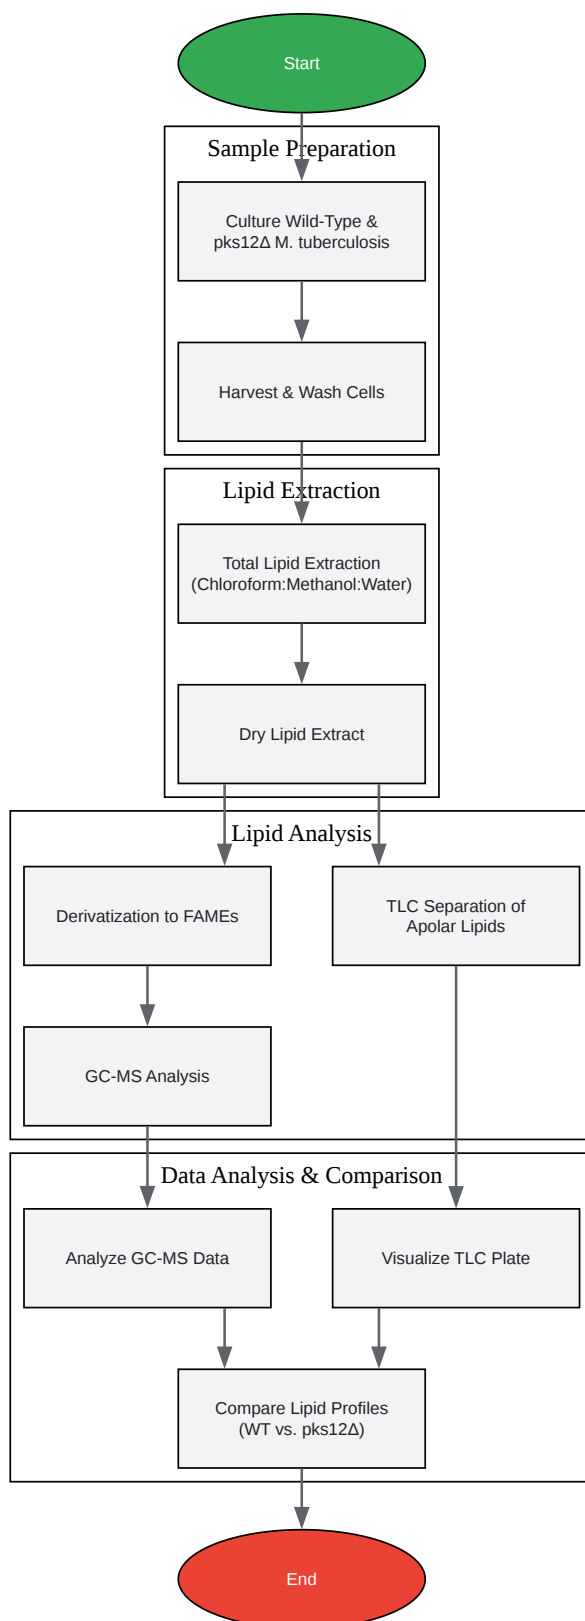 Start
Sample Preparation
Culture Wild-Type &
pks12Δ M. tuberculosis
Harvest & Wash Cells
Lipid Extraction
Total Lipid Extraction
(Chloroform:Methanol:Water)
Dry Lipid Extract
Lipid Analysis
Derivatization to FAMEs
TLC Separation of
Apolar Lipids
GC-MS Analysis
Data Analysis & Comparison
Analyze GC-MS Data
Visualize TLC Plate
Compare Lipid Profiles
(WT vs. pks12Δ)
End